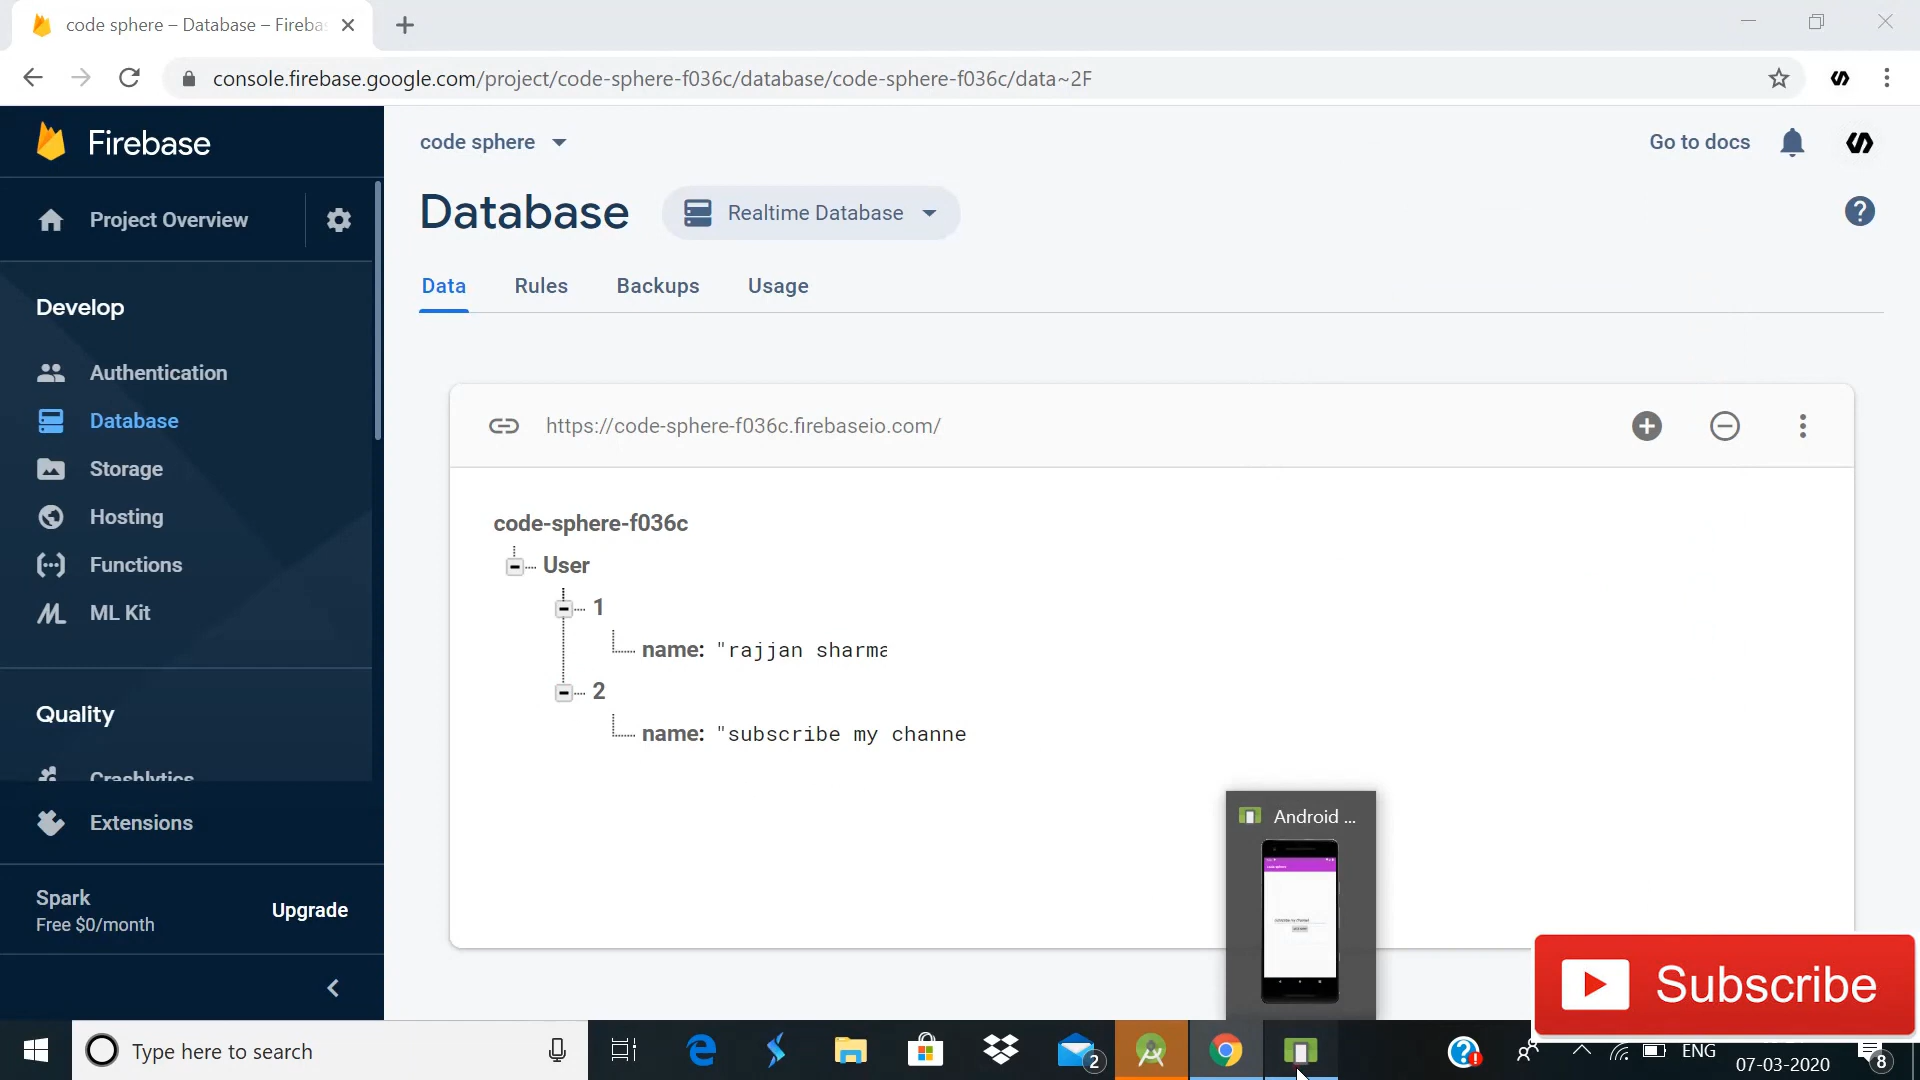 code sphere – Database – Fireba
console.firebase.google.com/project/code-sphere-f036c/database/code-sphere-f036c/data~2F
Firebase
Project Overview
Develop
Authentication
Database
Storage
Hosting
Functions
ML Kit
Quality
Crashlytics
Extensions
Spark
Free $0/month
Upgrade
code sphere
Go to docs
Database
Realtime Database
Data Rules Backups Usage
https://code-sphere-f036c.firebaseio.com/
code-sphere-f036c
User
1
name: "rajjan sharma
2
name: "subscribe my channe
Android ...
Subscribe
Type here to search
2
ENG
07-03-2020
8